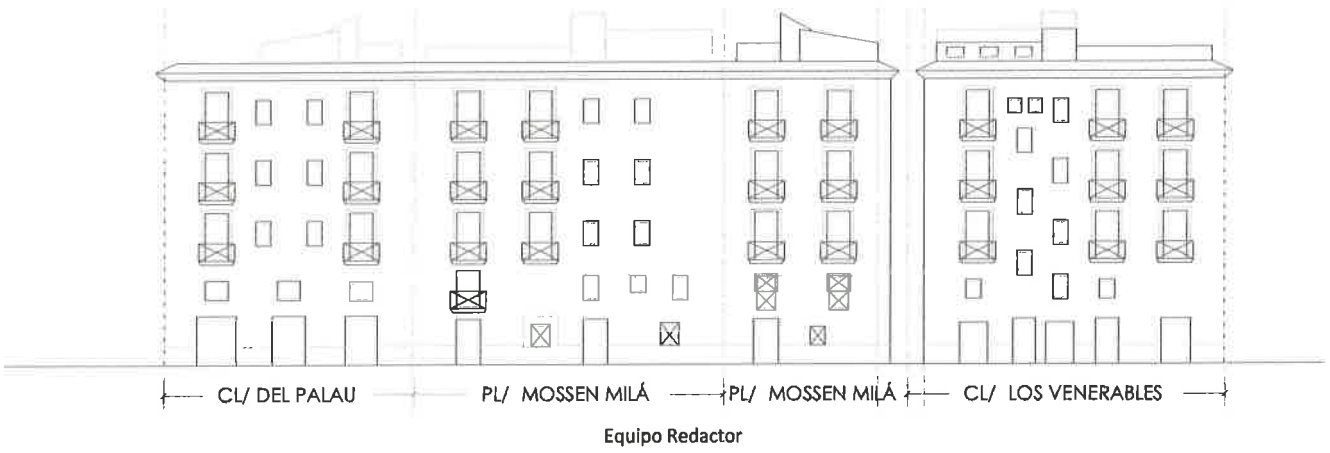 CL/ DEL PALAU PL/ MOSSEN MILÁ PL/ MOSSEN MILÁ CL/ LOS VENERABLES
Equipo Redactor